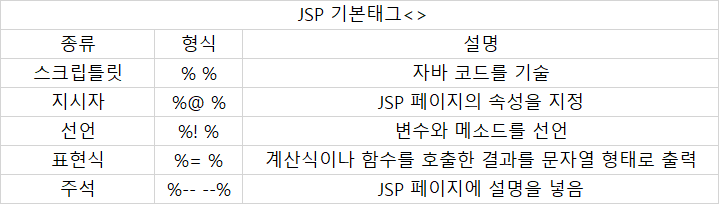 JSP 기본태그<>
종류 형식 설명
스크립틀릿 % % 자바 코드를 기술
지시자 %@ % JSP 페이지의 속성을 지정
선언 %! % 변수와 메소드를 선언
표현식 %= % 계산식이나 함수를 호출한 결과를 문자열 형태로 출력
주석 %-- --% JSP 페이지에 설명을 넣음